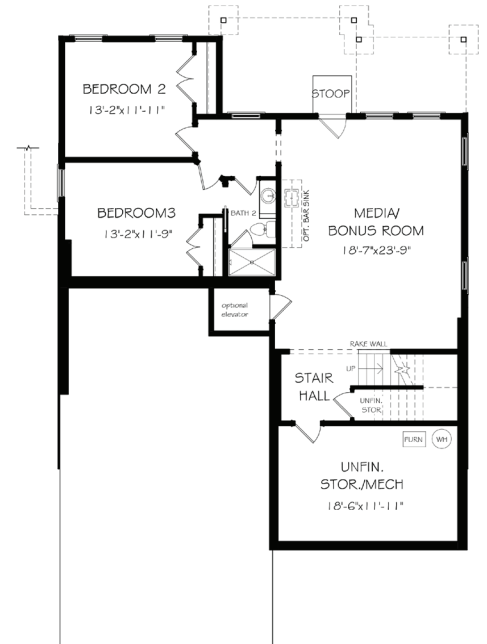 BEDROOM 2
13'-2"x11'-11"
STOOP
BEDROOM3
13'-2"x11'-9"
BATH 2
OPT. BAR SINK
MEDIA/
BONUS ROOM
18'-7"x23'-9"
optional
elevator
RAKE WALL
UP
STAIR
HALL
UNFIN.
STOR.
FURN
WH
UNFIN.
STOR./MECH
18'-6"x11'-11"